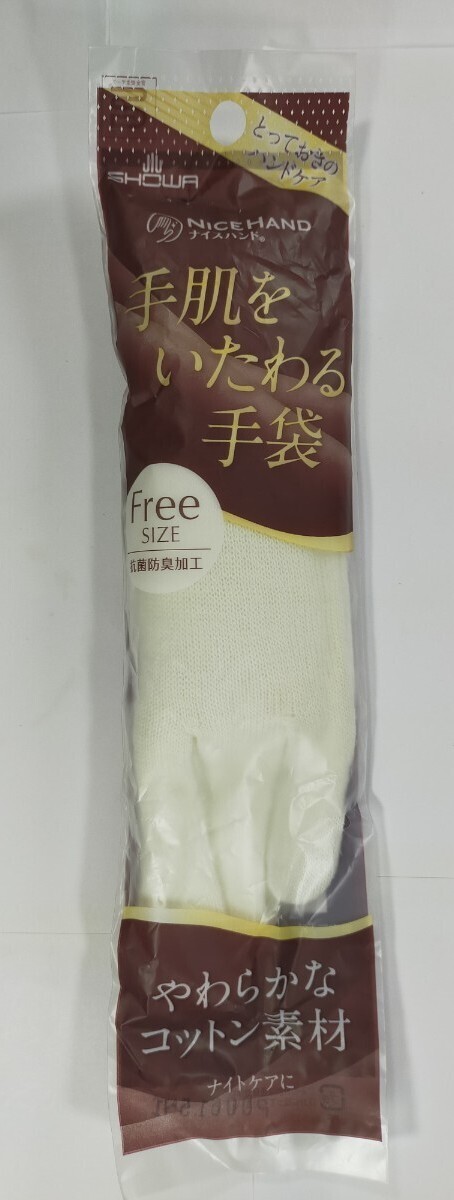 とっておきの
ハンドケア
SHOWA
NICE HAND
ナイスハンド®
手肌を
いたわる
手袋
Free
SIZE
抗菌防臭加工
やわらかな
コットン素材
ナイトケアに